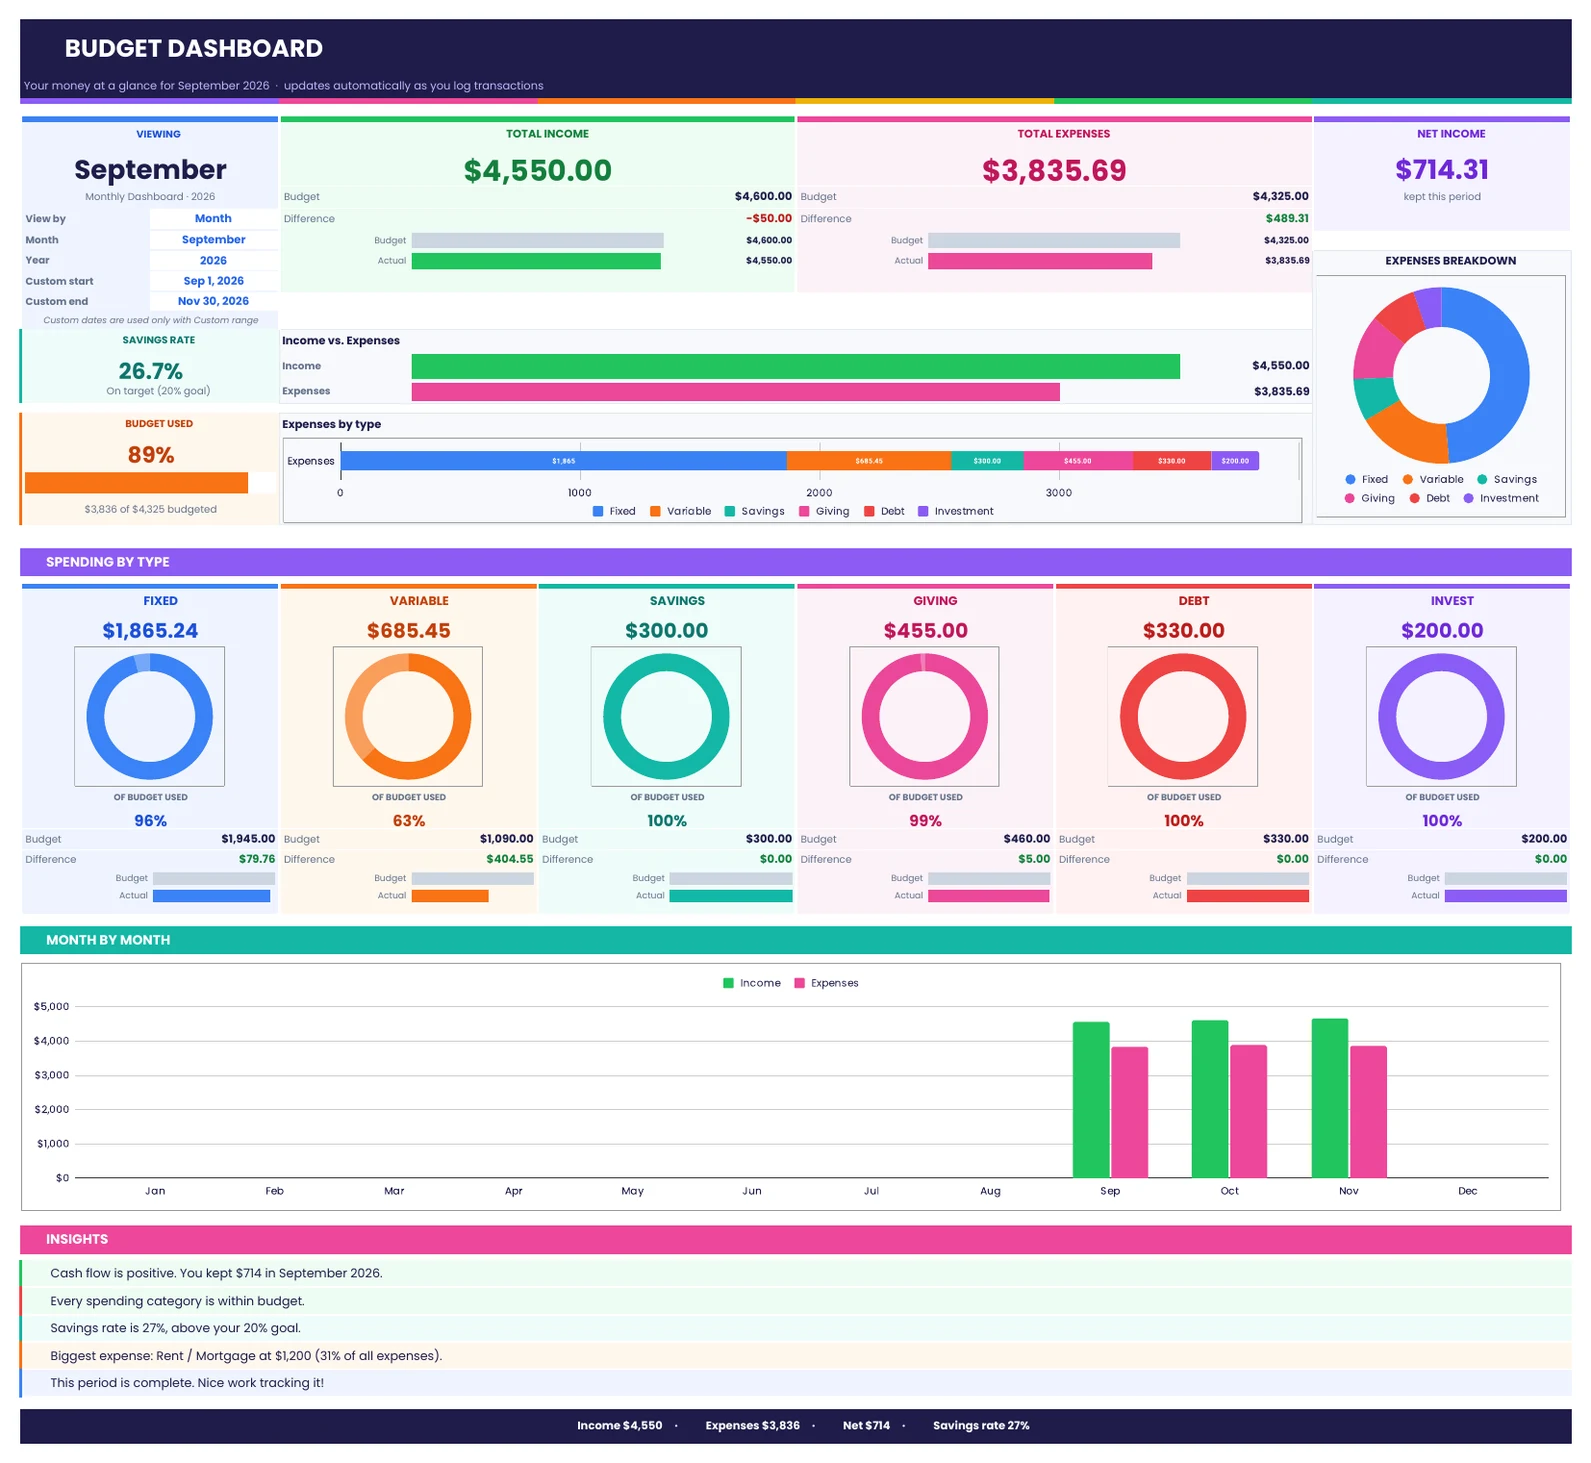 BUDGET DASHBOARD
Your money at a glance for September 2026 · updates automatically as you log transactions
VIEWING
September
Monthly Dashboard · 2026
View by Month
Month September
Year 2026
Custom start Sep 1, 2026
Custom end Nov 30, 2026
Custom dates are used only with Custom range
TOTAL INCOME
$4,550.00
Budget $4,600.00
Difference -$50.00
Budget $4,600.00
Actual $4,550.00
TOTAL EXPENSES
$3,835.69
Budget $4,325.00
Difference $489.31
Budget $4,325.00
Actual $3,835.69
NET INCOME
$714.31
kept this period
EXPENSES BREAKDOWN
Fixed Variable Savings
Giving Debt Investment
SAVINGS RATE
26.7%
On target (20% goal)
Income vs. Expenses
Income $4,550.00
Expenses $3,835.69
BUDGET USED
89%
$3,836 of $4,325 budgeted
Expenses by type
Expenses $1,865 $685.45 $300.00 $455.00 $330.00 $200.00
0 1000 2000 3000
Fixed Variable Savings Giving Debt Investment
SPENDING BY TYPE
FIXED
$1,865.24
OF BUDGET USED
96%
Budget $1,945.00
Difference $79.76
Budget
Actual
VARIABLE
$685.45
OF BUDGET USED
63%
Budget $1,090.00
Difference $404.55
Budget
Actual
SAVINGS
$300.00
OF BUDGET USED
100%
Budget $300.00
Difference $0.00
Budget
Actual
GIVING
$455.00
OF BUDGET USED
99%
Budget $460.00
Difference $5.00
Budget
Actual
DEBT
$330.00
OF BUDGET USED
100%
Budget $330.00
Difference $0.00
Budget
Actual
INVEST
$200.00
OF BUDGET USED
100%
Budget $200.00
Difference $0.00
Budget
Actual
MONTH BY MONTH
Income Expenses
$5,000
$4,000
$3,000
$2,000
$1,000
$0
Jan Feb Mar Apr May Jun Jul Aug Sep Oct Nov Dec
INSIGHTS
Cash flow is positive. You kept $714 in September 2026.
Every spending category is within budget.
Savings rate is 27%, above your 20% goal.
Biggest expense: Rent / Mortgage at $1,200 (31% of all expenses).
This period is complete. Nice work tracking it!
Income $4,550 · Expenses $3,836 · Net $714 · Savings rate 27%